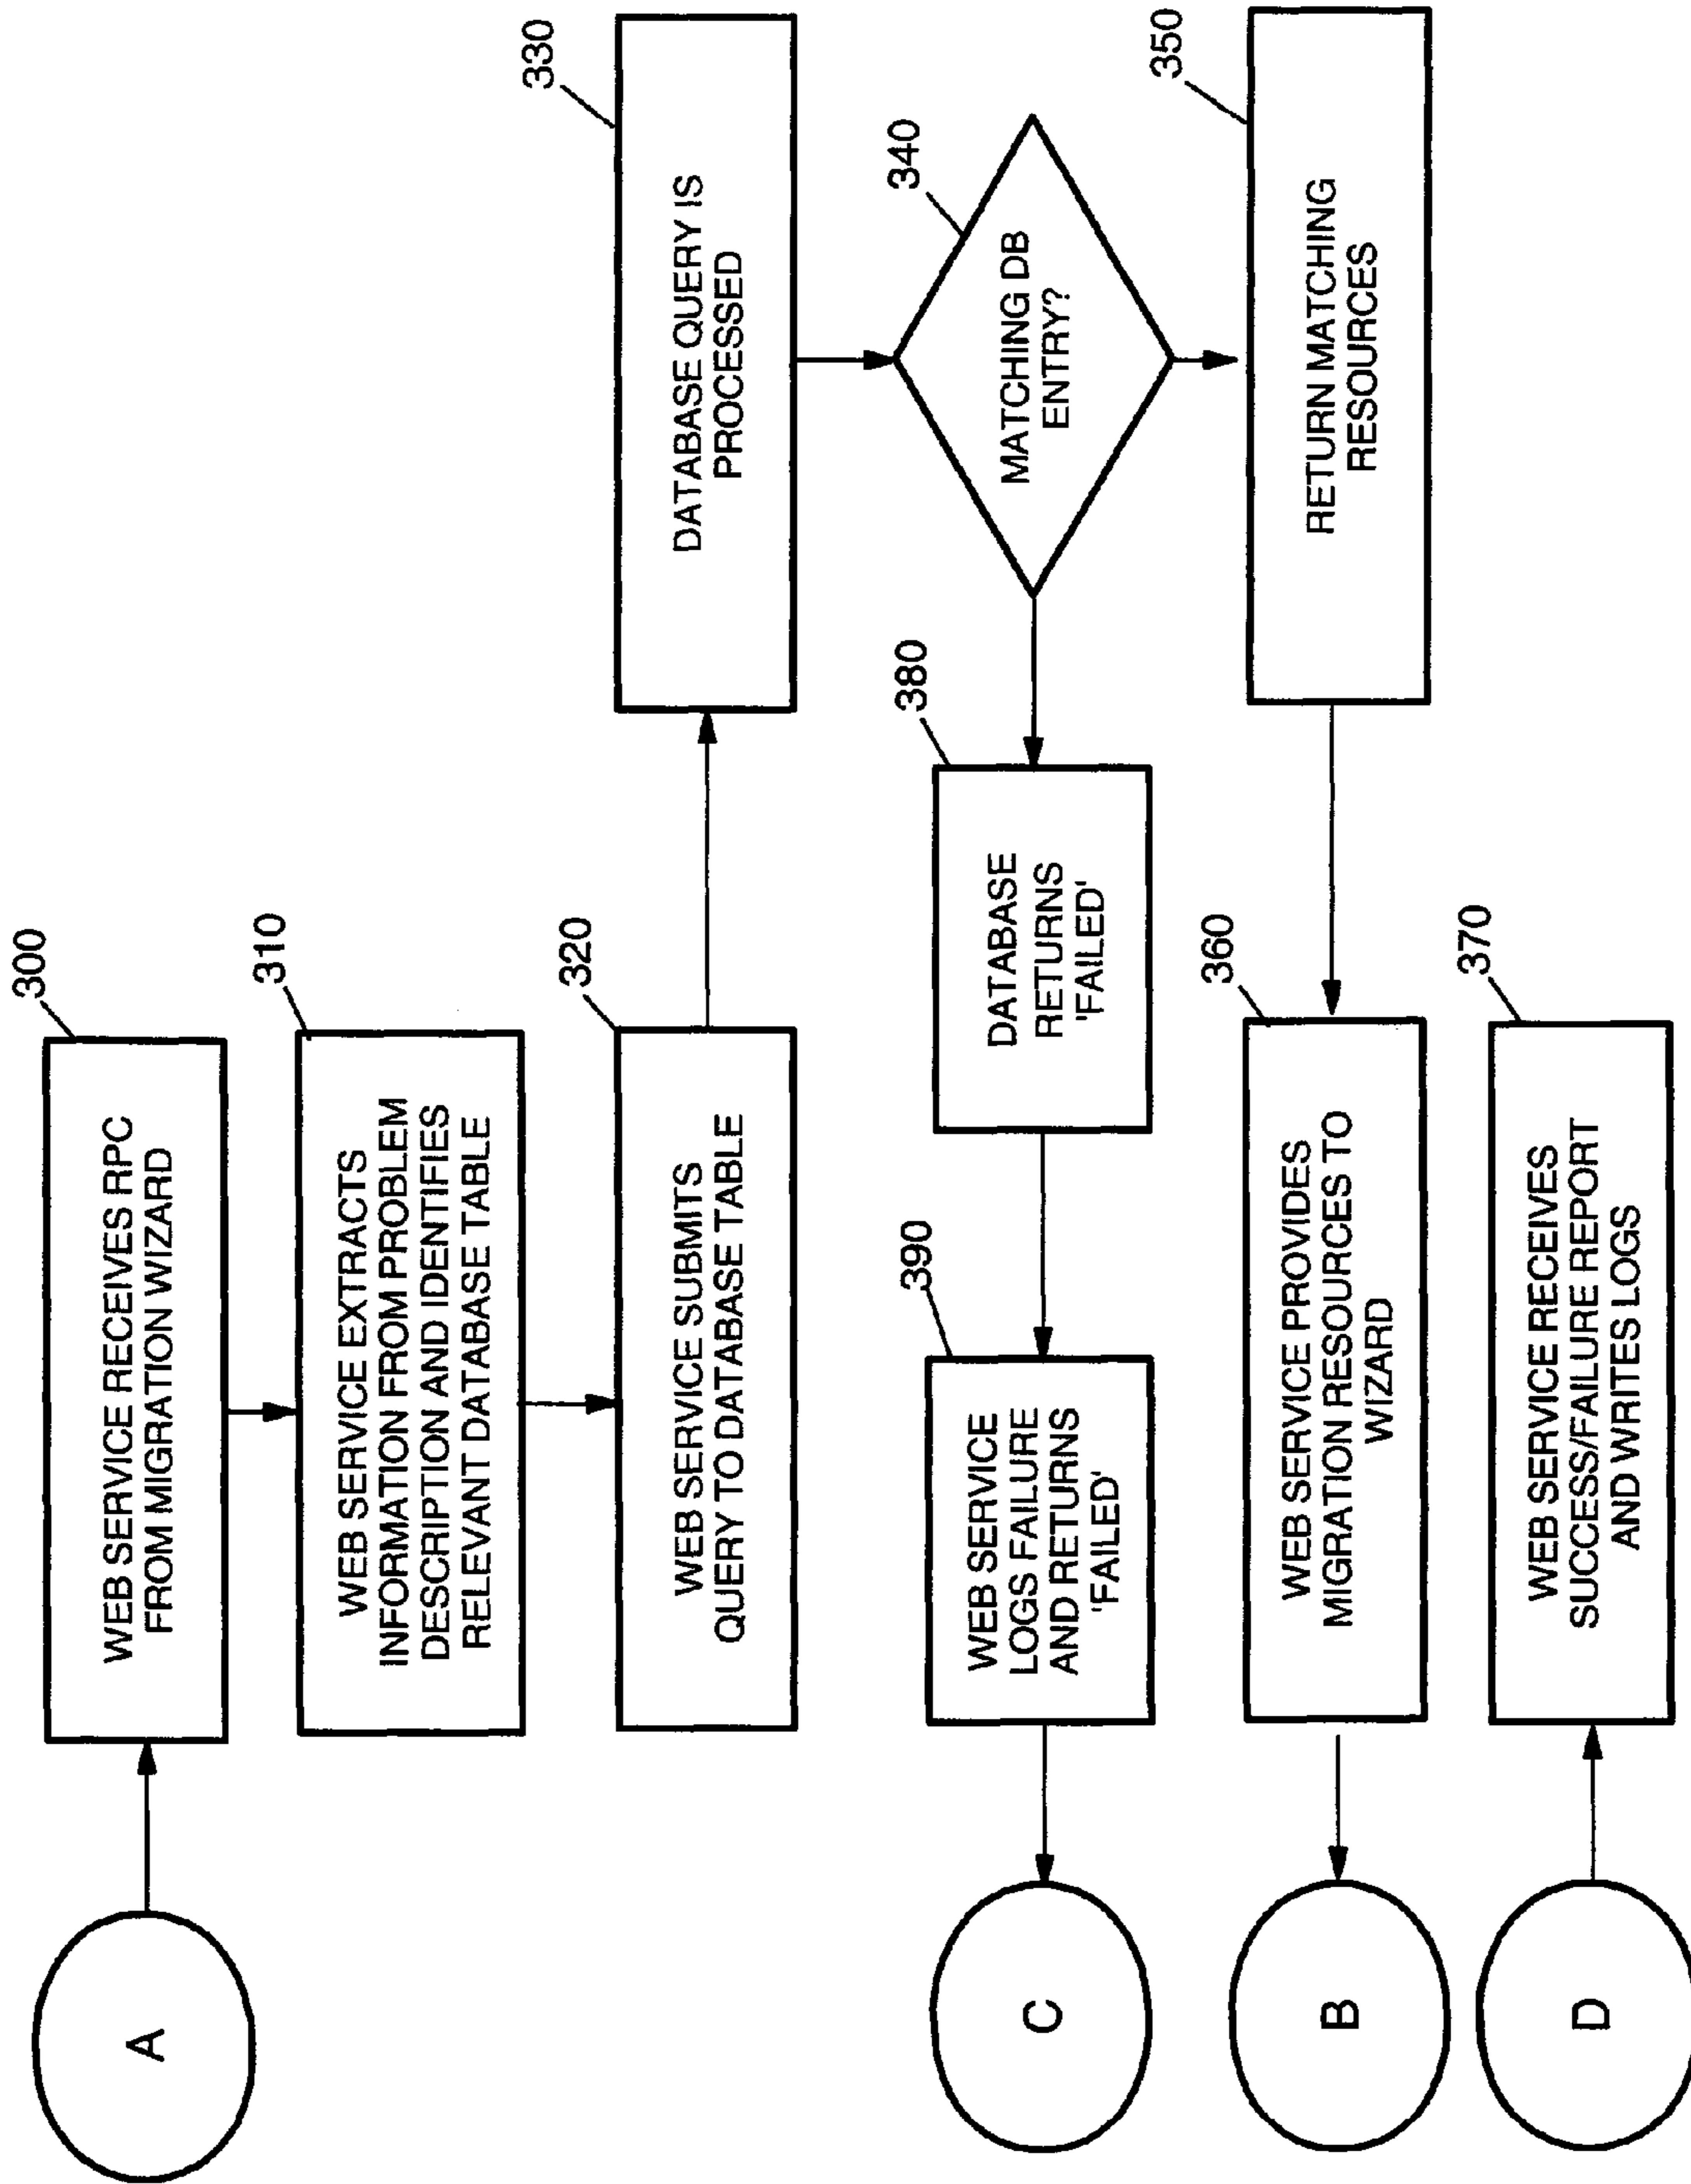 A
300
WEB SERVICE RECEIVES RPC
FROM MIGRATION WIZARD
310
WEB SERVICE EXTRACTS
INFORMATION FROM PROBLEM
DESCRIPTION AND IDENTIFIES
RELEVANT DATABASE TABLE
320
WEB SERVICE SUBMITS
QUERY TO DATABASE TABLE
330
DATABASE QUERY IS
PROCESSED
340
MATCHING DB
ENTRY?
380
DATABASE
RETURNS
'FAILED'
390
WEB SERVICE
LOGS FAILURE
AND RETURNS
'FAILED'
C
350
RETURN MATCHING
RESOURCES
360
WEB SERVICE PROVIDES
MIGRATION RESOURCES TO
WIZARD
B
370
WEB SERVICE RECEIVES
SUCCESS/FAILURE REPORT
AND WRITES LOGS
D